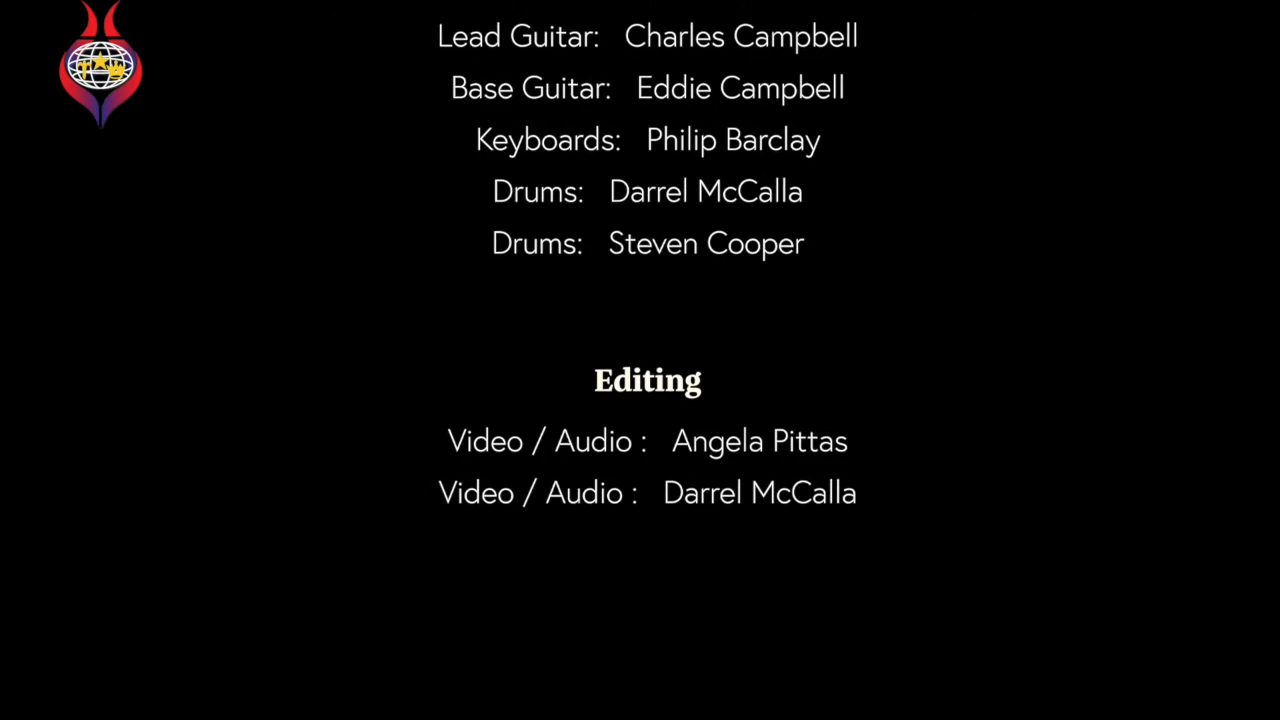 Lead Guitar: Charles Campbell
Base Guitar: Eddie Campbell
Keyboards: Philip Barclay
Drums: Darrel McCalla
Drums: Steven Cooper
Editing
Video / Audio : Angela Pittas
Video / Audio : Darrel McCalla